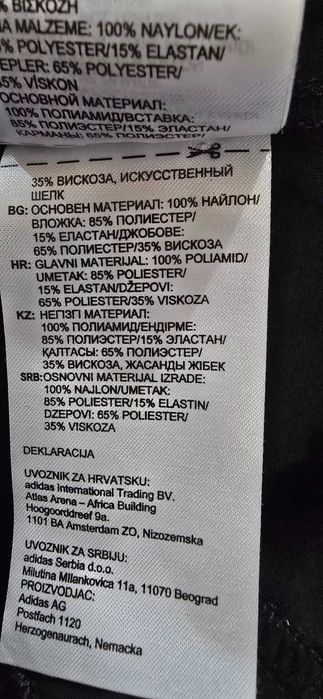 % ВІСКОЗИ
A MALZEME: 100% NAYLON/EK:
% POLYESTER/15% ELASTAN/
EPLER: 65% POLYESTER/
5% VİSKON
ОСНОВНОЙ МАТЕРИАЛ:
100% ПОЛИАМИД/ВСТАВКА:
85% ПОЛИЭСТЕР/15% ЭЛАСТАН/
КАРМАНЫ: 65% ПОЛИЭСТЕР/
35% ВИСКОЗА, ИСКУССТВЕННЫЙ
ШЕЛК
BG: ОСНОВЕН МАТЕРИАЛ: 100% НАЙЛОН/
ВЛОЖКА: 85% ПОЛИЕСТЕР/
15% ЕЛАСТАН/ДЖОБОВЕ:
65% ПОЛИЕСТЕР/35% ВИСКОЗА
HR: GLAVNI MATERIJAL: 100% POLIAMID/
UMETAK: 85% POLIESTER/
15% ELASTAN/DŽEPOVI:
65% POLIESTER/35% VISKOZA
KZ: НЕГІЗГІ МАТЕРИАЛ:
100% ПОЛИАМИД/ЕНДІРМЕ:
85% ПОЛИЭСТЕР/15% ЭЛАСТАН/
ҚАЛТАСЫ: 65% ПОЛИЭСТЕР/
35% ВИСКОЗА, ЖАСАНДЫ ЖІБЕК
SRB: OSNOVNI MATERIJAL IZRADE:
100% NAJLON/UMETAK:
85% POLIESTER/15% ELASTIN/
DZEPOVI: 65% POLIESTER/
35% VISKOZA
DEKLARACIJA
UVOZNIK ZA HRVATSKU:
adidas International Trading BV.
Atlas Arena – Africa Building
Hoogoorddreef 9a.
1101 BA Amsterdam ZO, Nizozemska
UVOZNIK ZA SRBIJU:
adidas Serbia d.o.o.
Milutina Milankovica 11a, 11070 Beograd
PROIZVODJAC:
Adidas AG
Postfach 1120
Herzogenaurach, Nemacka